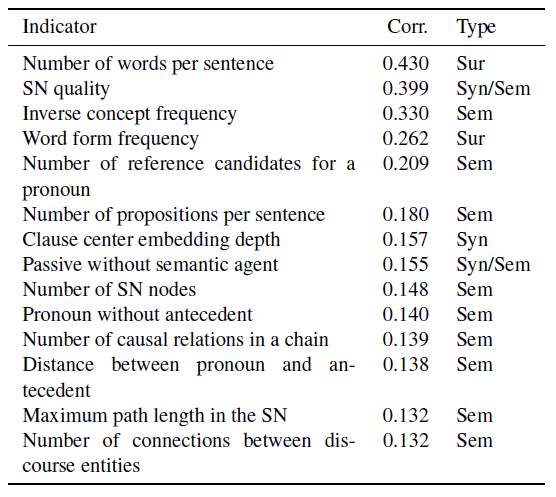 Indicator Corr. Type
Number of words per sentence 0.430 Sur
SN quality 0.399 Syn/Sem
Inverse concept frequency 0.330 Sem
Word form frequency 0.262 Sur
Number of reference candidates for a 0.209 Sem
pronoun
Number of propositions per sentence 0.180 Sem
Clause center embedding depth 0.157 Syn
Passive without semantic agent 0.155 Syn/Sem
Number of SN nodes 0.148 Sem
Pronoun without antecedent 0.140 Sem
Number of causal relations in a chain 0.139 Sem
Distance between pronoun and an- 0.138 Sem
tecedent
Maximum path length in the SN 0.132 Sem
Number of connections between dis- 0.132 Sem
course entities